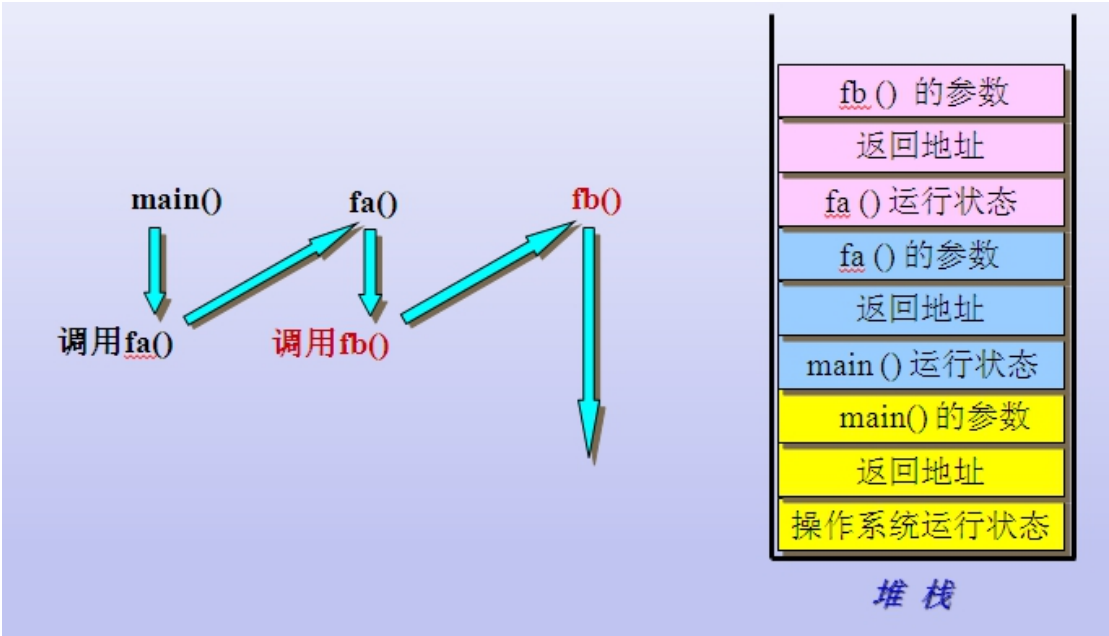 main()
fa()
fb()
调用fa()
调用fb()
fb () 的参数
返回地址
fa () 运行状态
fa () 的参数
返回地址
main () 运行状态
main() 的参数
返回地址
操作系统运行状态
堆 栈